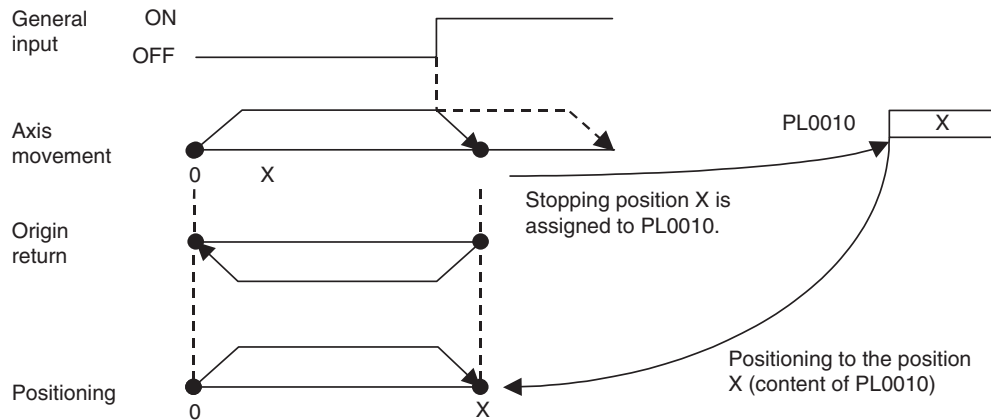 General
input
ON
OFF
Axis
movement
0
X
PL0010
X
Stopping position X is
assigned to PL0010.
Origin
return
Positioning to the position
X (content of PL0010)
Positioning
0
X